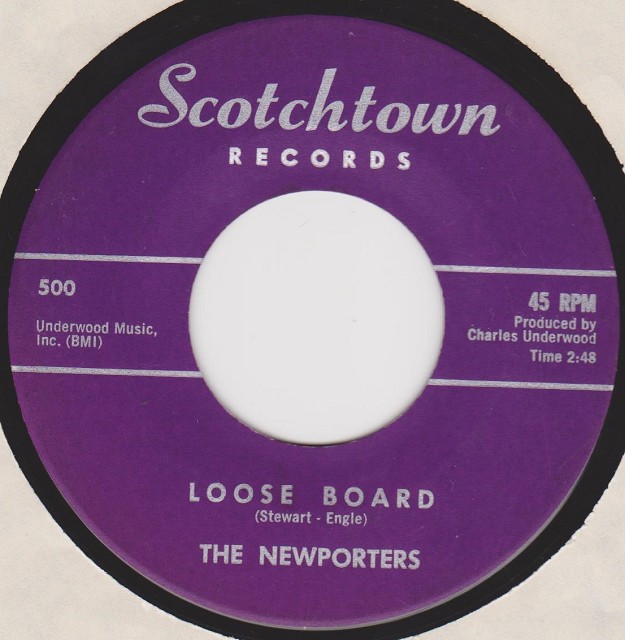 Scotchtown
RECORDS
500
Underwood Music,
Inc. (BMI)
45 RPM
Produced by
Charles Underwood
Time 2:48
LOOSE BOARD
(Stewart - Engle)
THE NEWPORTERS